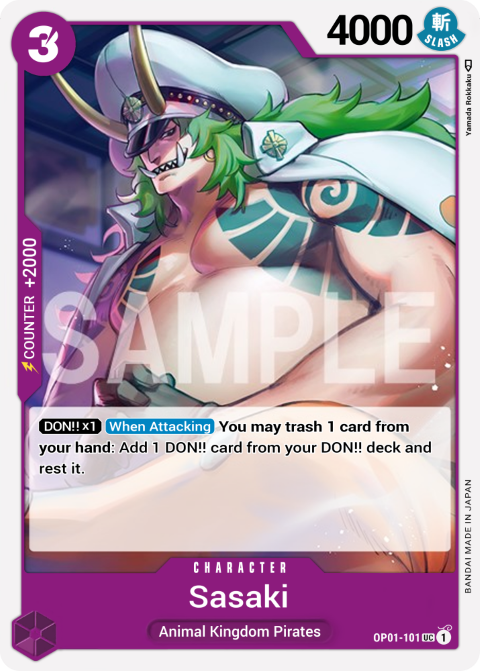 3
4000
斬
SLASH
Yamada Rokkaku
COUNTER +2000
SAMPLE
DON!!×1 When Attacking You may trash 1 card from
your hand: Add 1 DON!! card from your DON!! deck and
rest it.
BANDAI MADE IN JAPAN
CHARACTER
Sasaki
Animal Kingdom Pirates
OP01-101 UC 1